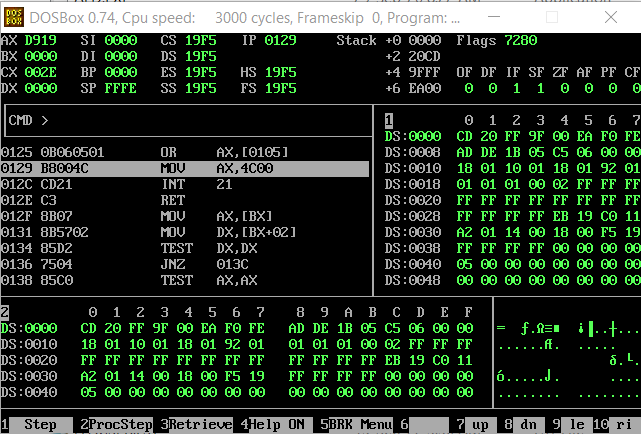 DOS BOX DOSBox 0.74, Cpu speed: 3000 cycles, Frameskip 0, Program: ...
AX D919 SI 0000 CS 19F5 IP 0129 Stack +0 0000 Flags 7280
BX 0000 DI 0000 DS 19F5 +2 20CD
CX 002E BP 0000 ES 19F5 HS 19F5 +4 9FFF OF DF IF SF ZF AF PF CF
DX 0000 SP FFFE SS 19F5 FS 19F5 +6 EA00 0 0 1 1 0 0 0 0
CMD >
1 0 1 2 3 4 5 6 7
DS:0000 CD 20 FF 9F 00 EA F0 FE
DS:0008 AD DE 1B 05 C5 06 00 00
DS:0010 18 01 10 01 18 01 92 01
DS:0018 01 01 01 00 02 FF FF FF
DS:0020 FF FF FF FF FF FF FF FF
DS:0028 FF FF FF FF EB 19 C0 11
DS:0030 A2 01 14 00 18 00 F5 19
DS:0038 FF FF FF FF 00 00 00 00
DS:0040 05 00 00 00 00 00 00 00
DS:0048 00 00 00 00 00 00 00 00
0125 0B060501 OR AX,[0105]
0129 B8004C MOV AX,4C00
012C CD21 INT 21
012E C3 RET
012F 8B07 MOV AX,[BX]
0131 8B5702 MOV DX,[BX+02]
0134 85D2 TEST DX,DX
0136 7504 JNZ 013C
0138 85C0 TEST AX,AX
2 0 1 2 3 4 5 6 7 8 9 A B C D E F
DS:0000 CD 20 FF 9F 00 EA F0 FE AD DE 1B 05 C5 06 00 00
DS:0010 18 01 10 01 18 01 92 01 01 01 01 00 02 FF FF FF
DS:0020 FF FF FF FF FF FF FF FF FF FF FF FF EB 19 C0 11
DS:0030 A2 01 14 00 18 00 F5 19 FF FF FF FF 00 00 00 00
DS:0040 05 00 00 00 00 00 00 00 00 00 00 00 00 00 00 00
1 Step 2ProcStep 3Retrieve 4Help ON 5BRK Menu 6 7 up 8 dn 9 le 10 ri